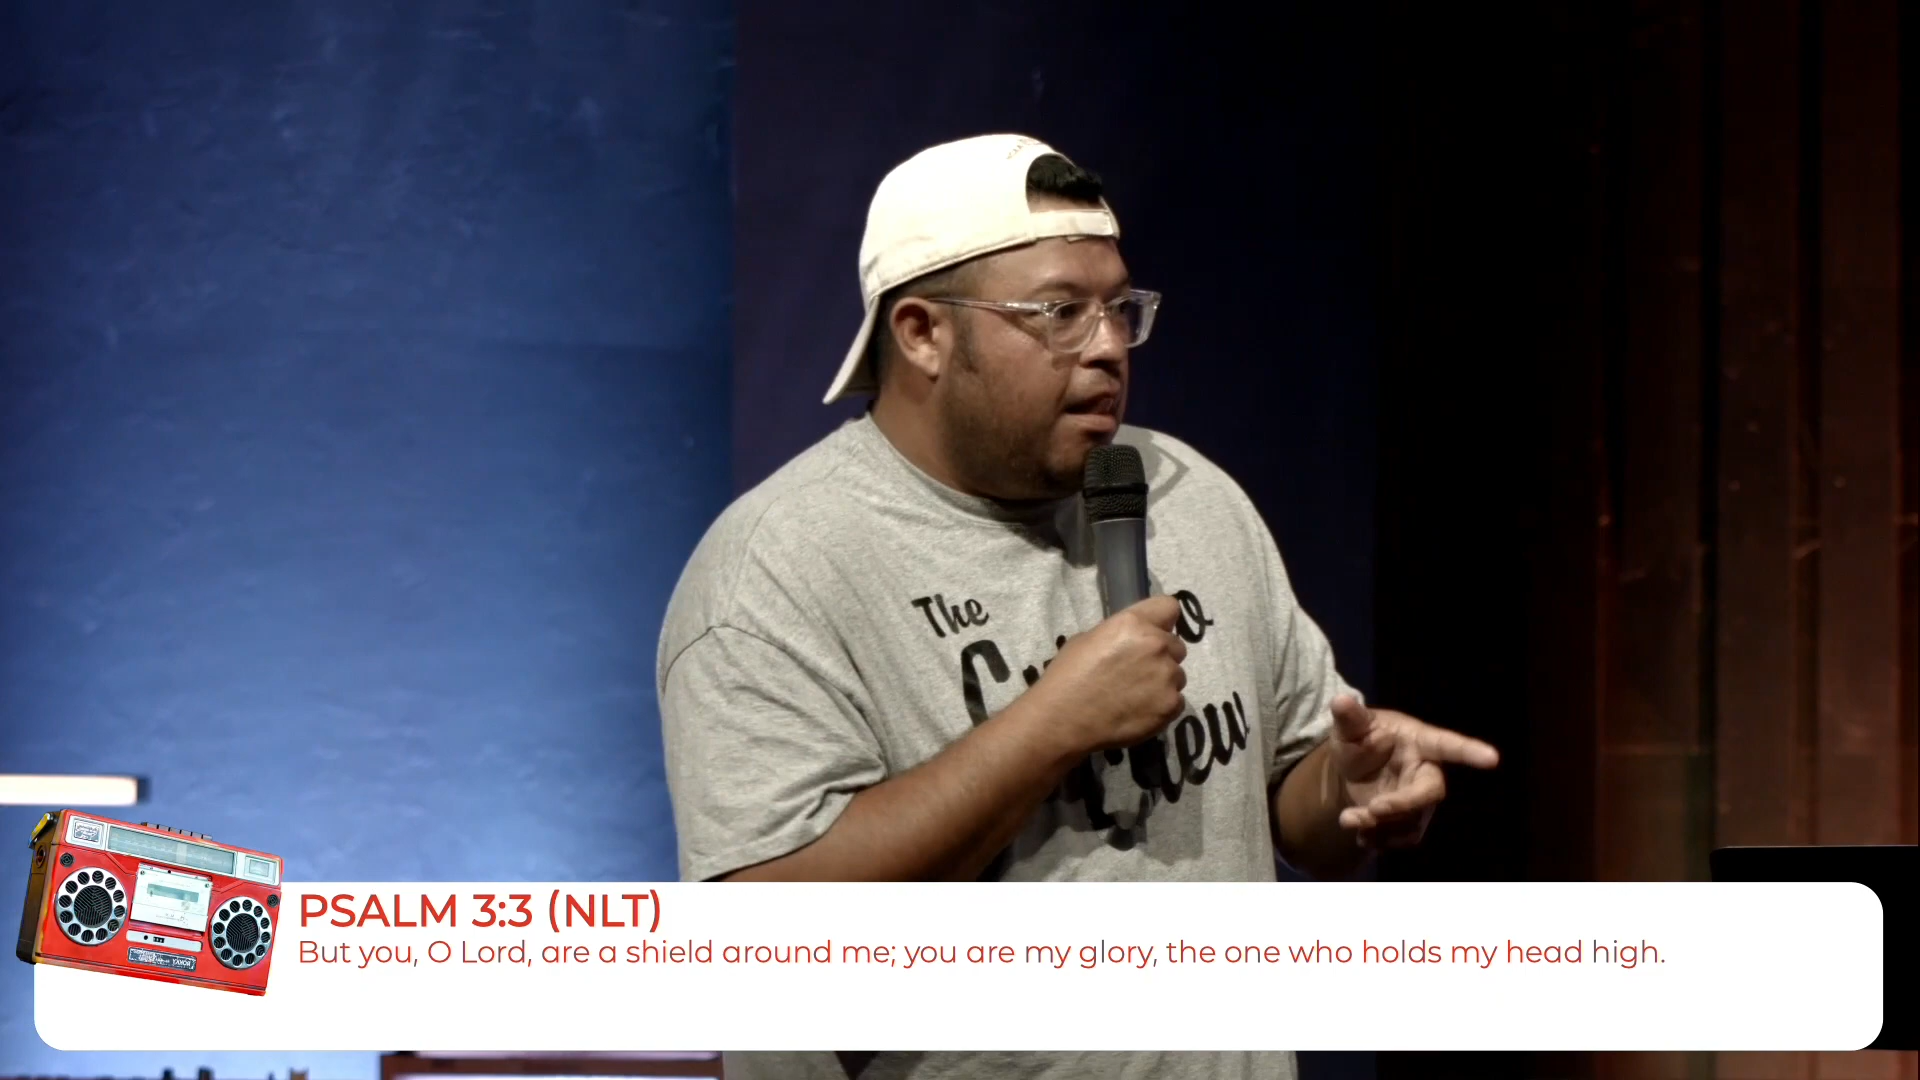 The
PSALM 3:3 (NLT)
But you, O Lord, are a shield around me; you are my glory, the one who holds my head high.